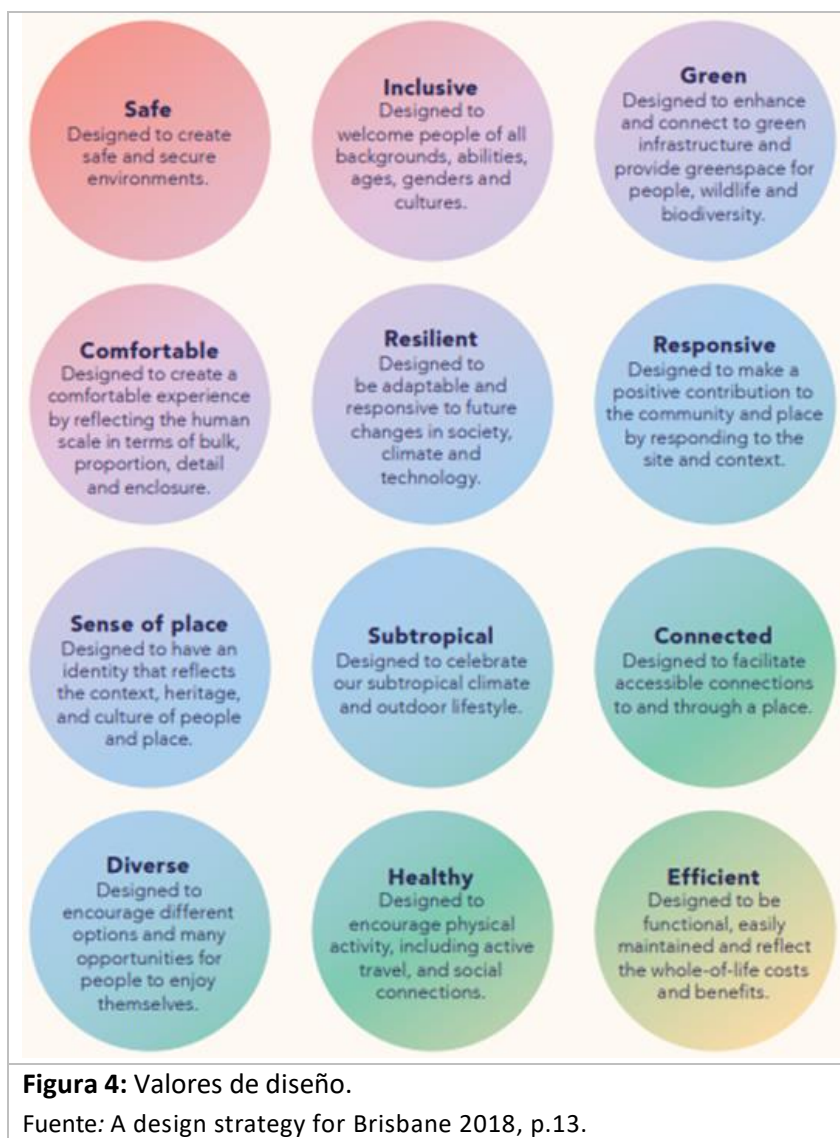 Safe
Designed to create
safe and secure
environments.
Inclusive
Designed to
welcome people of all
backgrounds, abilities,
ages, genders and
cultures.
Green
Designed to enhance
and connect to green
infrastructure and
provide greenspace for
people, wildlife and
biodiversity.
Comfortable
Designed to create a
comfortable experience
by reflecting the human
scale in terms of bulk,
proportion, detail
and enclosure.
Resilient
Designed to
be adaptable and
responsive to future
changes in society,
climate and
technology.
Responsive
Designed to make a
positive contribution to
the community and place
by responding to the
site and context.
Sense of place
Designed to have an
identity that reflects
the context, heritage,
and culture of people
and place.
Subtropical
Designed to celebrate
our subtropical climate
and outdoor lifestyle.
Connected
Designed to facilitate
accessible connections
to and through a place.
Diverse
Designed to
encourage different
options and many
opportunities for
people to enjoy
themselves.
Healthy
Designed to
encourage physical
activity, including active
travel, and social
connections.
Efficient
Designed to be
functional, easily
maintained and reflect
the whole-of-life costs
and benefits.
Figura 4: Valores de diseño.
Fuente: A design strategy for Brisbane 2018, p.13.